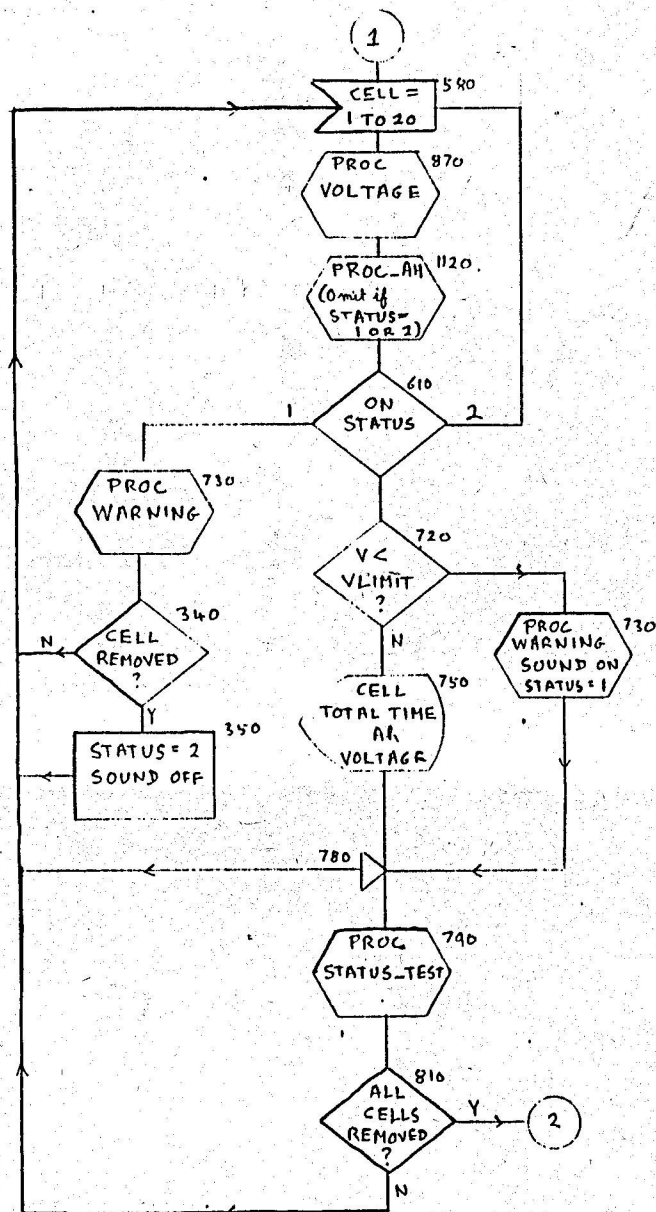 1
CELL = 580
1 TO 20
PROC 870
VOLTAGE
PROC_AH 1120
(Omit if
STATUS=
1 OR 2)
610
1 ON 2
STATUS
PROC 730
WARNING
720
V <
VLIMIT
?
340
N CELL
REMOVED
?
Y
N
PROC 730
WARNING
SOUND ON
STATUS = 1
350
STATUS = 2
SOUND OFF
CELL 750
TOTAL TIME
Ah
VOLTAGE
780
PROC 790
STATUS_TEST
810
ALL Y 2
CELLS
REMOVED
?
N